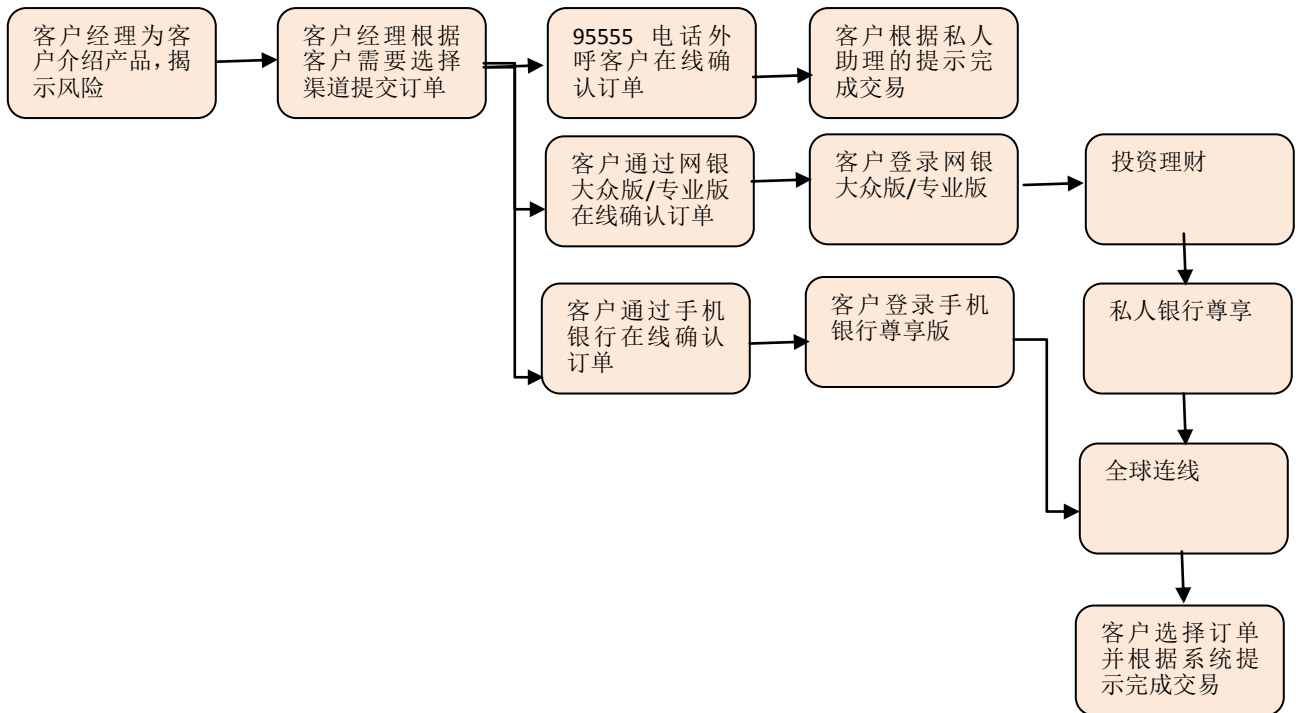 客户经理为客
户介绍产品，揭
示风险
客户经理根据
客户需要选择
渠道提交订单
95555 电话外
呼客户在线确
认订单
客户根据私人
助理的提示完
成交易
客户通过网银
大众版/专业版
在线确认订单
客户登录网银
大众版/专业版
投资理财
客户通过手机
银行在线确认
订单
客户登录手机
银行尊享版
私人银行尊享
全球连线
客户选择订单
并根据系统提
示完成交易